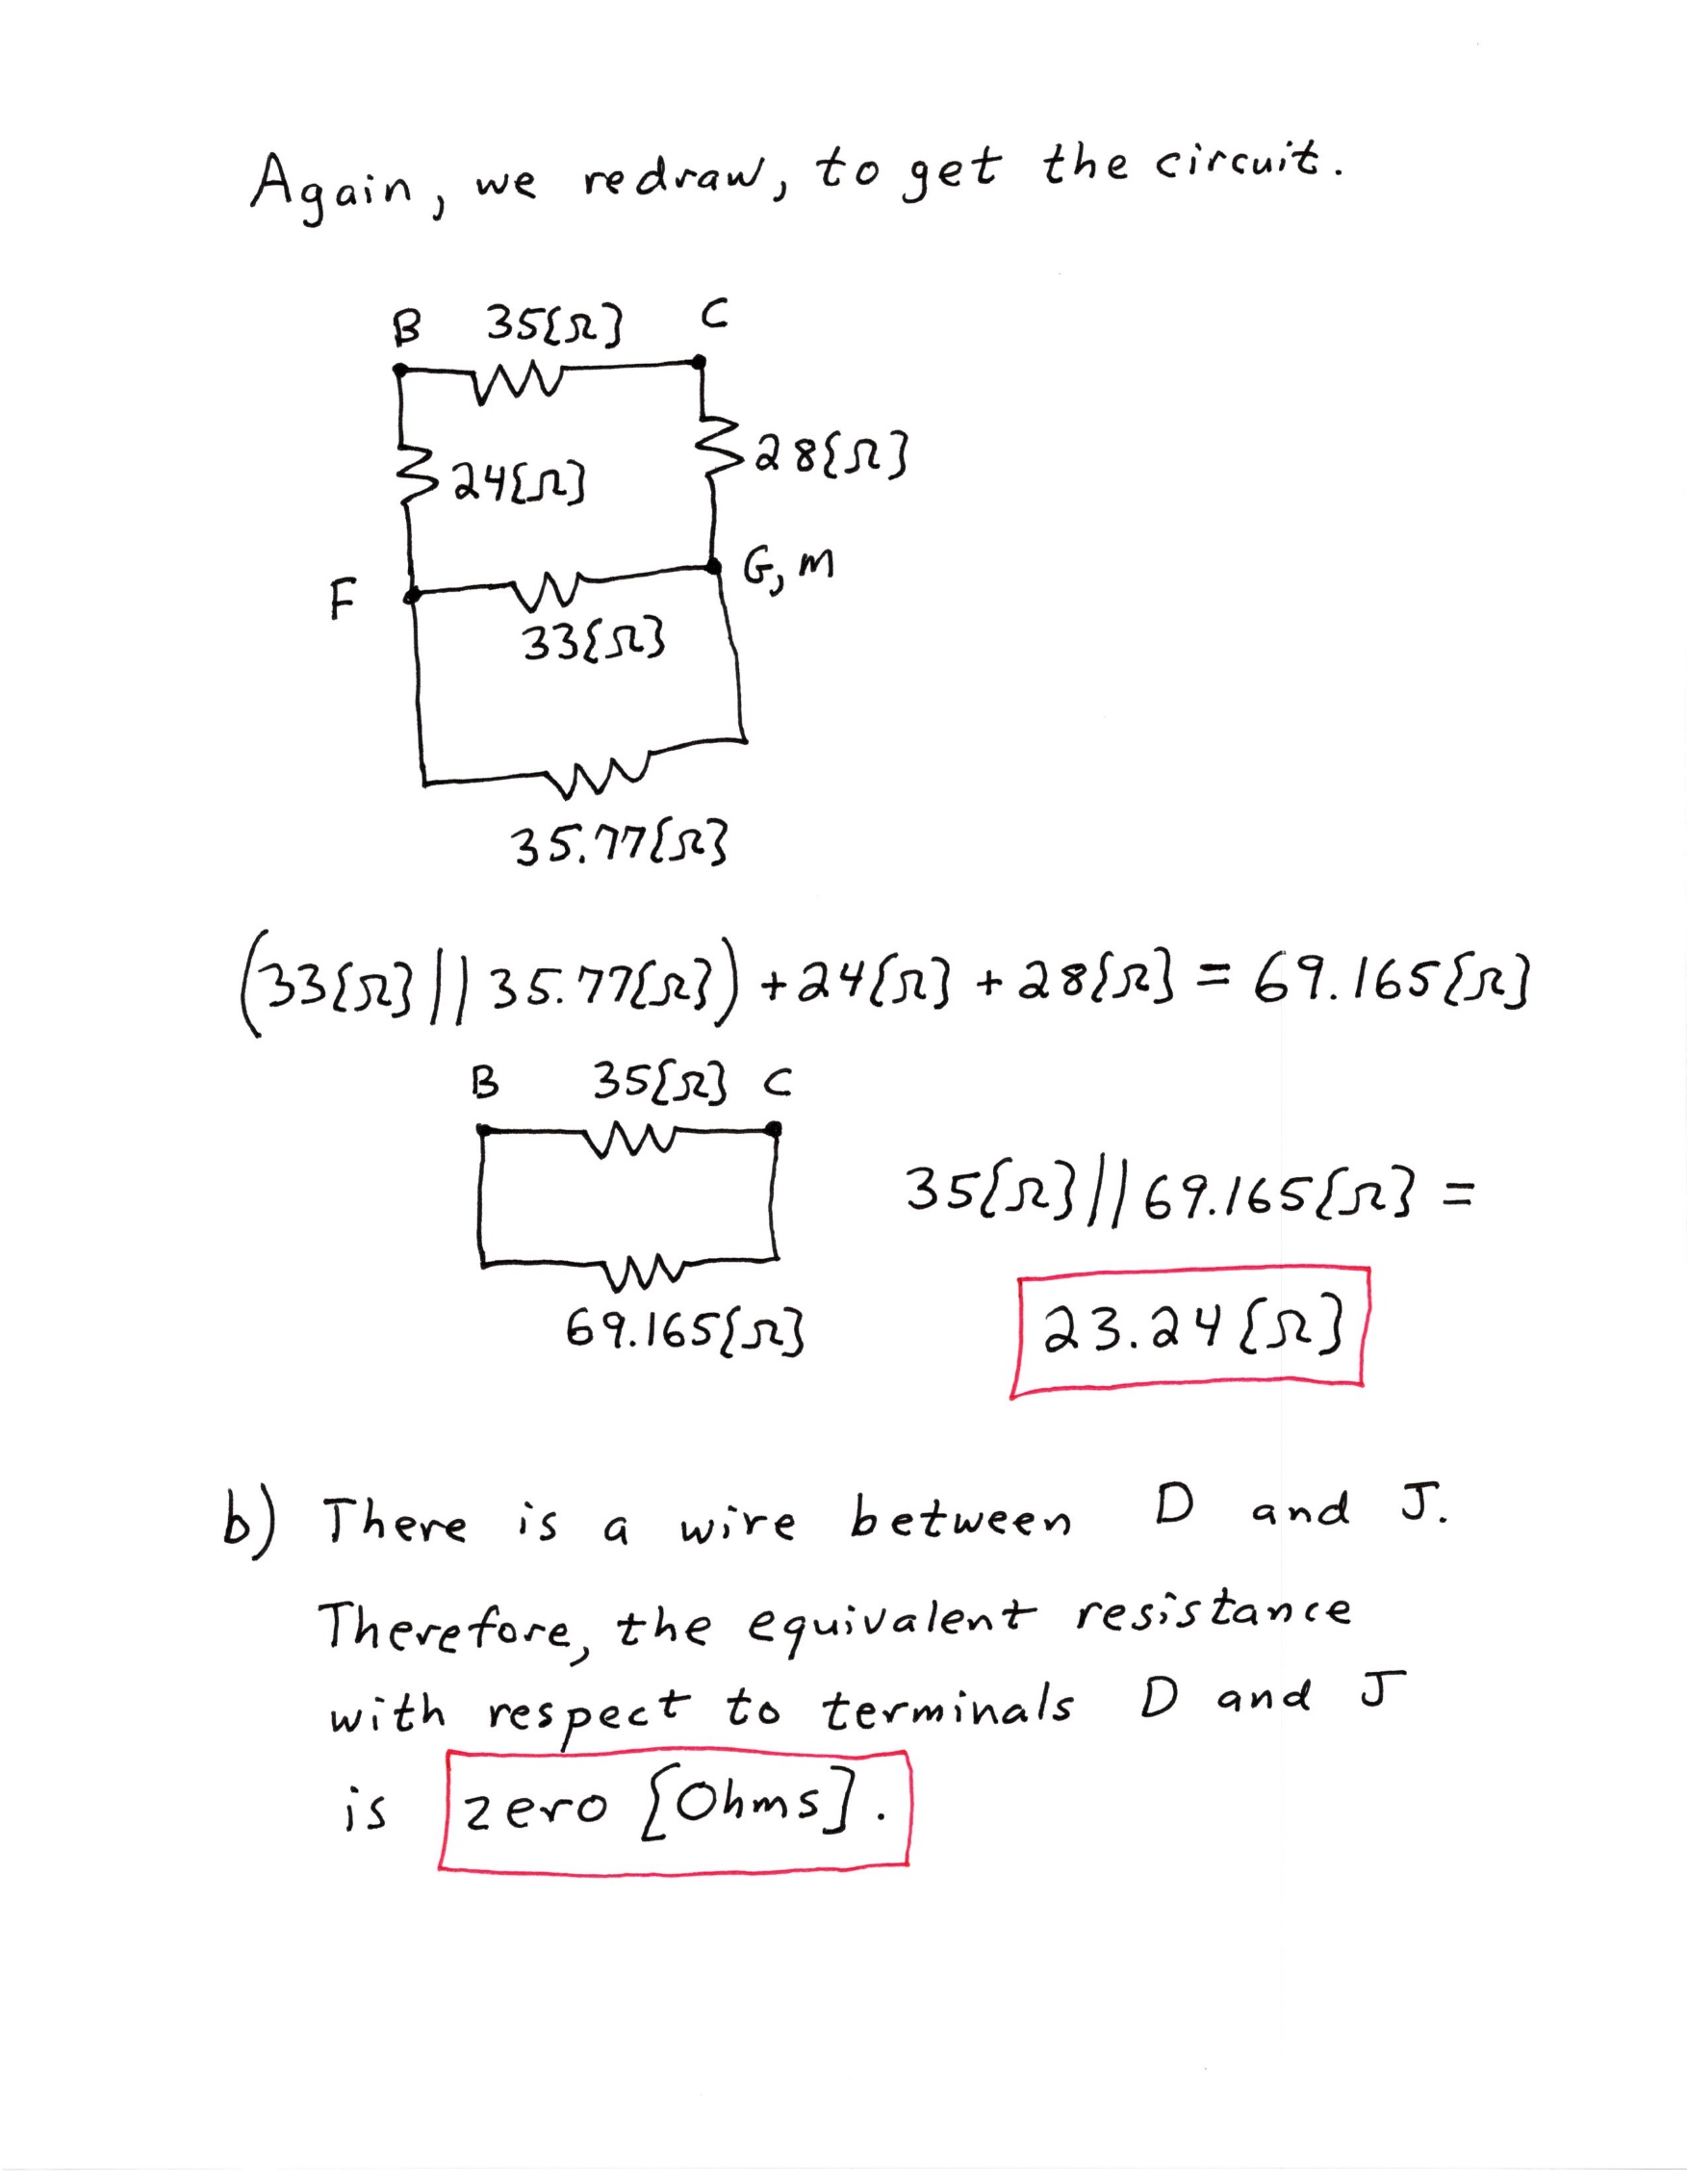 Again, we redraw, to get the circuit.
B 35[Ω] C
28[Ω]
24[Ω]
G, M
F
33[Ω]
35.77[Ω]
(33[Ω] || 35.77[Ω]) + 24[Ω] + 28[Ω] = 69.165[Ω]
B 35[Ω] C
35[Ω] || 69.165[Ω] =
69.165[Ω]
23.24[Ω]
b) There is a wire between D and J.
Therefore, the equivalent resistance
with respect to terminals D and J
is zero [Ohms].